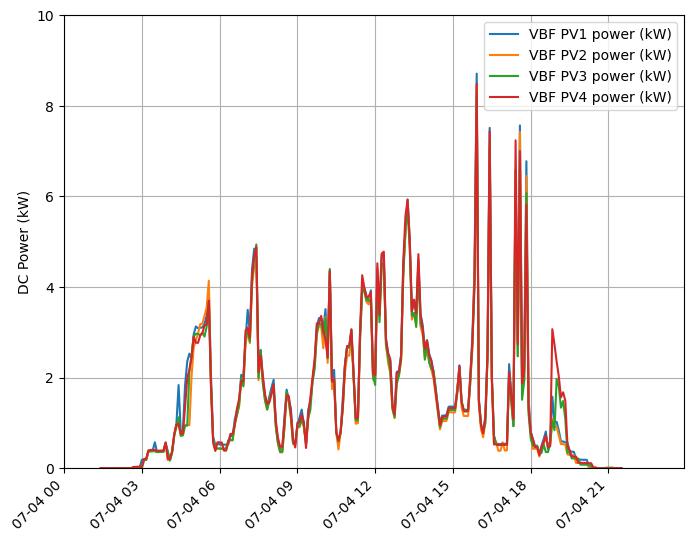 10
8
6
4
2
0
DC Power (kW)
VBF PV1 power (kW)
VBF PV2 power (kW)
VBF PV3 power (kW)
VBF PV4 power (kW)
07-04 00
07-04 03
07-04 06
07-04 09
07-04 12
07-04 15
07-04 18
07-04 21